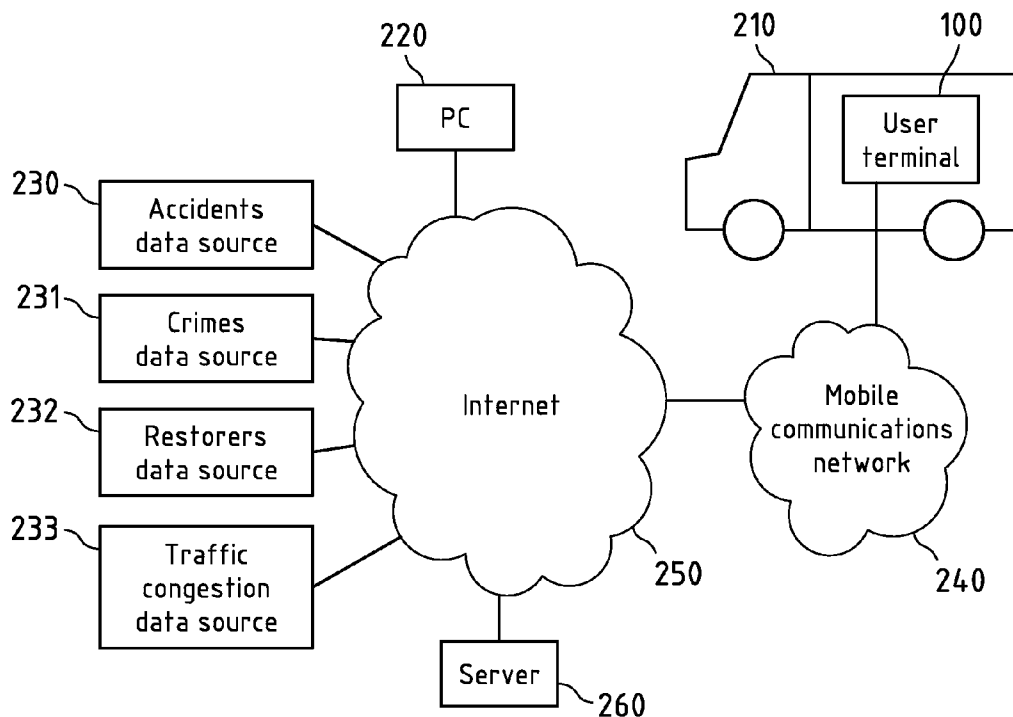 220
210
100
PC
User
terminal
230
Accidents
data source
231
Crimes
data source
232
Restorers
data source
233
Traffic
congestion
data source
Internet
Mobile
communications
network
250
240
Server
260